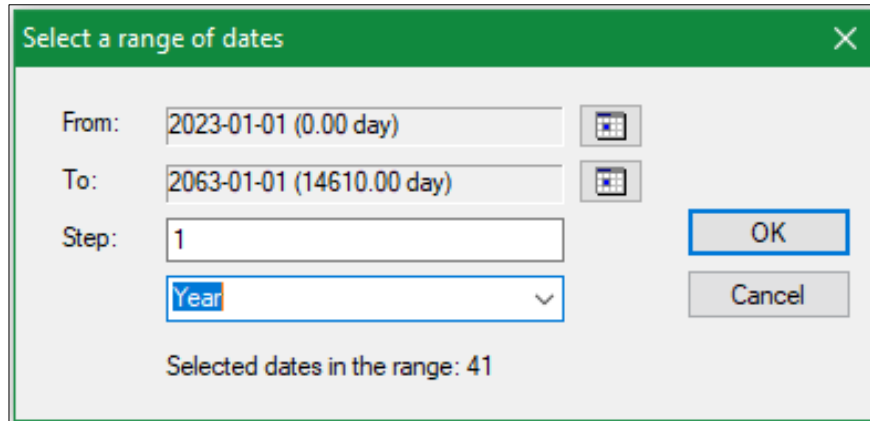 Select a range of dates
From: 2023-01-01 (0.00 day)
To: 2063-01-01 (14610.00 day)
Step: 1
OK
Year
Cancel
Selected dates in the range: 41